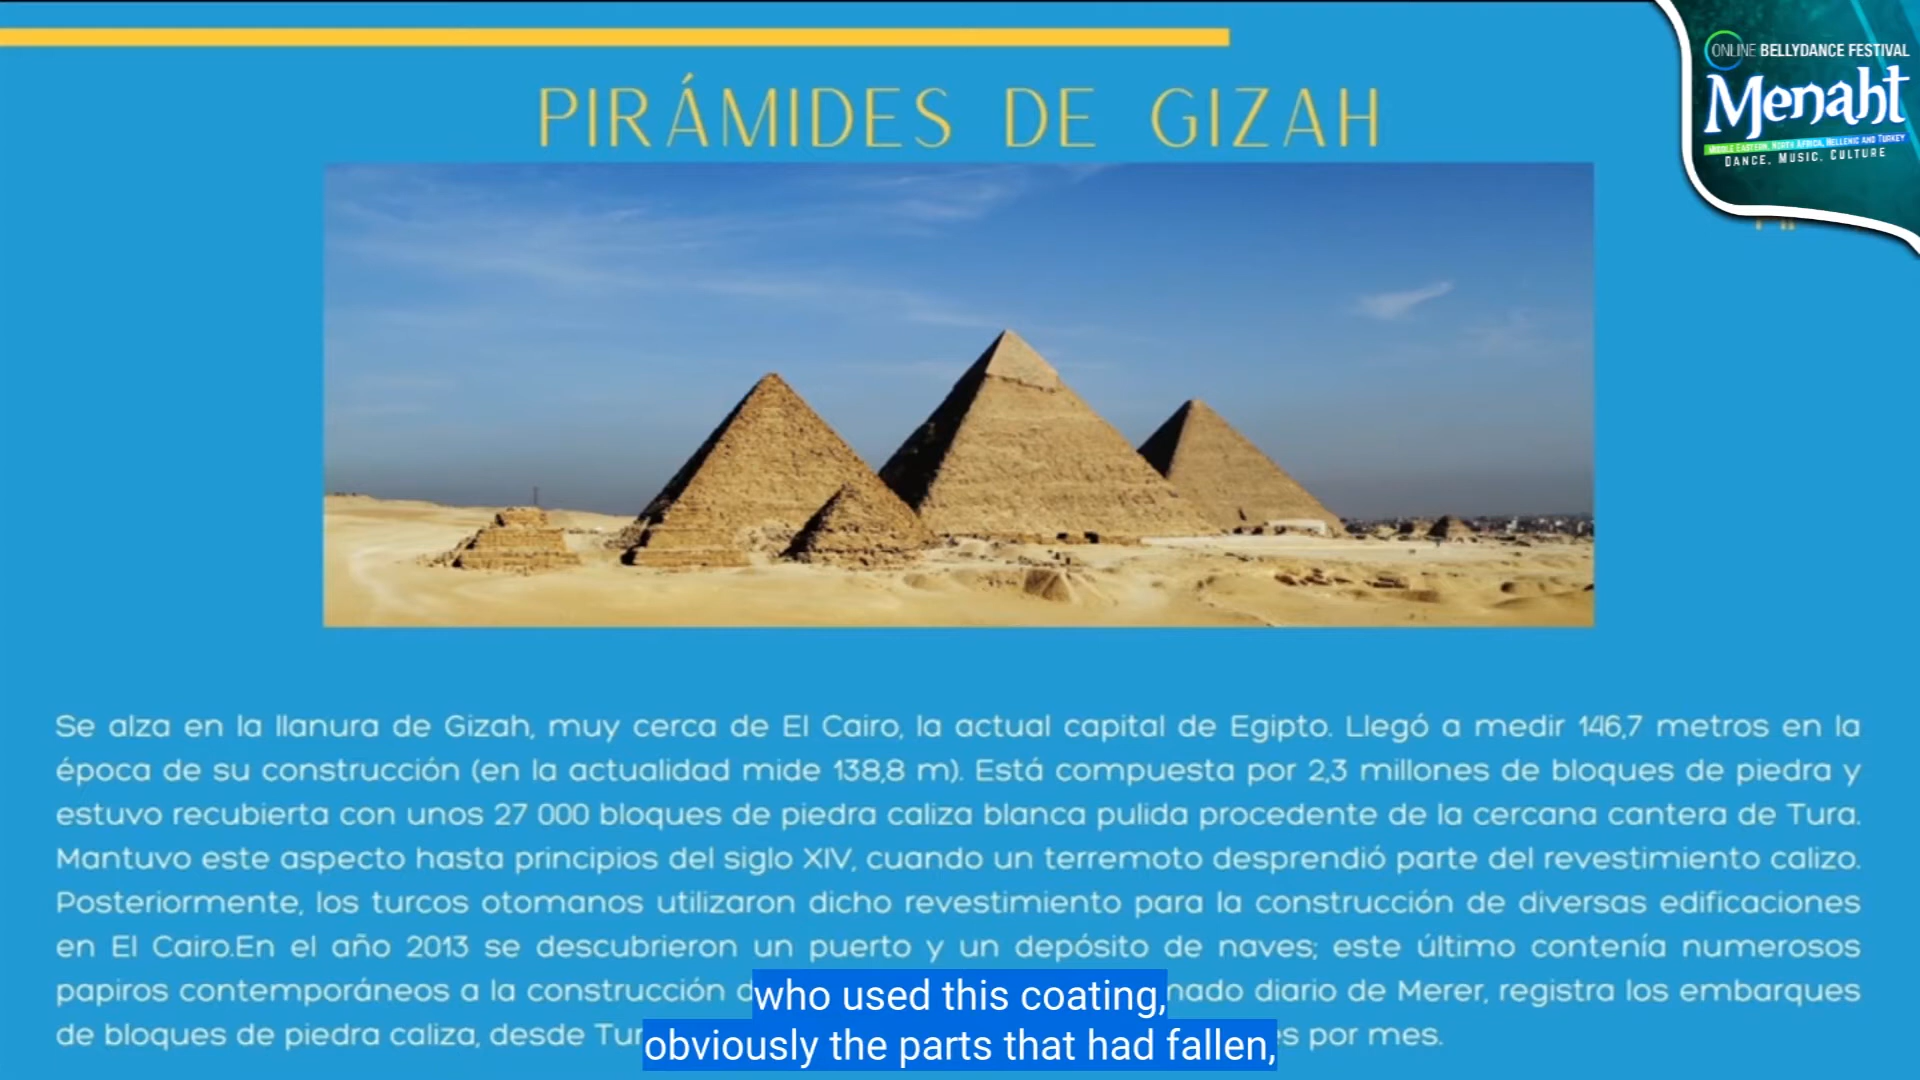 ONLINE BELLYDANCE FESTIVAL
Menaht
MIDDLE EASTERN, NORTH AFRICA, HELLENIC AND TURKEY
DANCE, MUSIC, CULTURE
PIRÁMIDES DE GIZAH
Se alza en la llanura de Gizah, muy cerca de El Cairo, la actual capital de Egipto. Llegó a medir 146,7 metros en la
época de su construcción (en la actualidad mide 138,8 m). Está compuesta por 2,3 millones de bloques de piedra y
estuvo recubierta con unos 27 000 bloques de piedra caliza blanca pulida procedente de la cercana cantera de Tura.
Mantuvo este aspecto hasta principios del siglo XIV, cuando un terremoto desprendió parte del revestimiento calizo.
Posteriormente, los turcos otomanos utilizaron dicho revestimiento para la construcción de diversas edificaciones
en El Cairo.En el año 2013 se descubrieron un puerto y un depósito de naves; este último contenía numerosos
papiros contemporáneos a la construcción diario de Merer, registra los embarques
de bloques de piedra caliza, desde por mes.
who used this coating,
obviously the parts that had fallen,